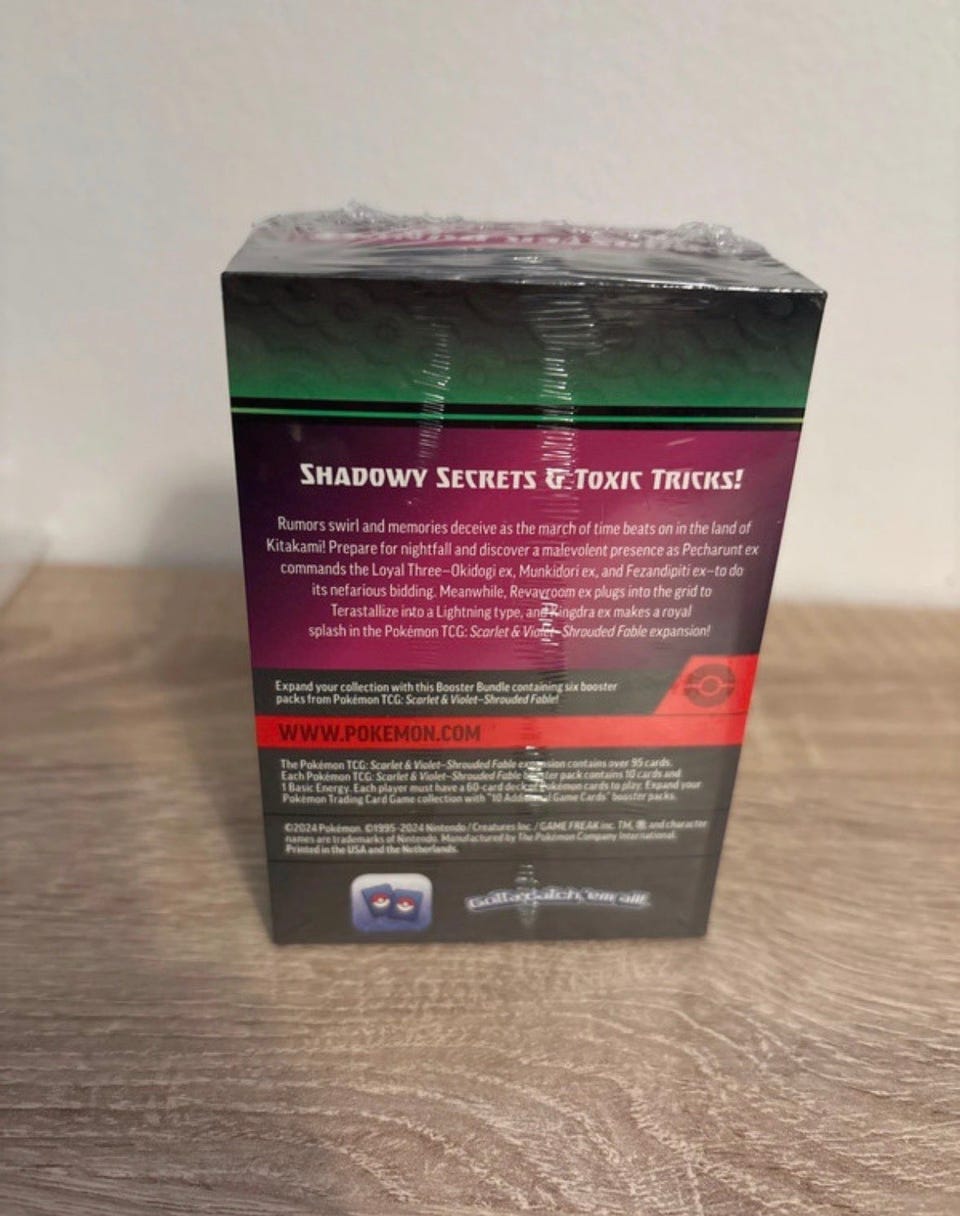 SHADOWY SECRETS & TOXIC TRICKS!
Rumors swirl and memories deceive as the march of time beats on in the land of
Kitakami! Prepare for nightfall and discover a malevolent presence as Pecharunt ex
commands the Loyal Three—Okidogi ex, Munkidori ex, and Fezandipiti ex—to do
its nefarious bidding. Meanwhile, Revavroom ex plugs into the grid to
Terastallize into a Lightning type, and Kingdra ex makes a royal
splash in the Pokémon TCG: Scarlet & Violet—Shrouded Fable expansion!
Expand your collection with this Booster Bundle containing six booster
packs from Pokémon TCG: Scarlet & Violet—Shrouded Fable!
WWW.POKEMON.COM
The Pokémon TCG: Scarlet & Violet—Shrouded Fable expansion contains over 95 cards.
Each Pokémon TCG: Scarlet & Violet—Shrouded Fable booster pack contains 10 cards and
1 Basic Energy. Each player must have a 60-card deck of Pokémon cards to play. Expand your
Pokémon Trading Card Game collection with "10 Additional Game Cards" booster packs.
©2024 Pokémon. ©1995-2024 Nintendo / Creatures Inc. / GAME FREAK inc. TM, ®, and character
names are trademarks of Nintendo. Manufactured by The Pokémon Company International.
Printed in the USA and the Netherlands.
Gotta catch 'em all!